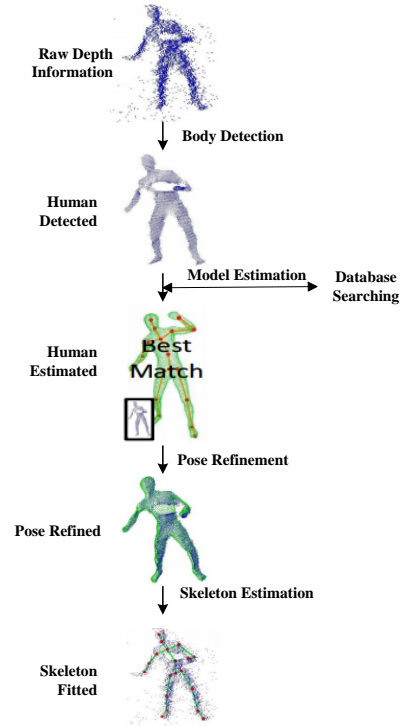 Raw Depth
Information
Body Detection
Human
Detected
Model Estimation
Database
Searching
Human
Estimated
Best
Match
Pose Refinement
Pose Refined
Skeleton Estimation
Skeleton
Fitted